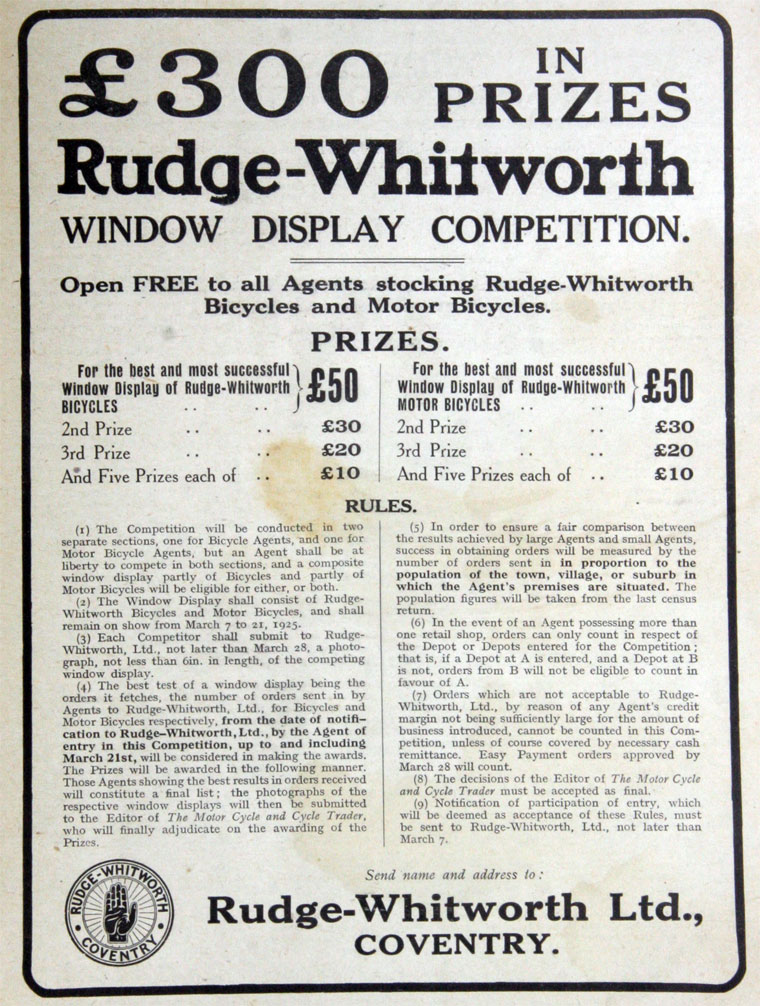 £300 IN PRIZES
Rudge-Whitworth
WINDOW DISPLAY COMPETITION.
Open FREE to all Agents stocking Rudge-Whitworth
Bicycles and Motor Bicycles.
PRIZES.
For the best and most successful
Window Display of Rudge-Whitworth
BICYCLES .. .. } £50
2nd Prize .. .. £30
3rd Prize .. .. £20
And Five Prizes each of .. £10
For the best and most successful
Window Display of Rudge-Whitworth
MOTOR BICYCLES .. .. } £50
2nd Prize .. .. £30
3rd Prize .. .. £20
And Five Prizes each of .. £10
RULES.
(1) The Competition will be conducted in two
separate sections, one for Bicycle Agents, and one for
Motor Bicycle Agents, but an Agent shall be at
liberty to compete in both sections, and a composite
window display partly of Bicycles and partly of
Motor Bicycles will be eligible for either, or both.
(2) The Window Display shall consist of Rudge-
Whitworth Bicycles and Motor Bicycles, and shall
remain on show from March 7 to 21, 1925.
(3) Each Competitor shall submit to Rudge-
Whitworth, Ltd., not later than March 28, a photo-
graph, not less than 6in. in length, of the competing
window display.
(4) The best test of a window display being the
orders it fetches, the number of orders sent in by
Agents to Rudge-Whitworth, Ltd., for Bicycles and
Motor Bicycles respectively, from the date of notifi-
cation to Rudge-Whitworth, Ltd., by the Agent of
entry in this Competition, up to and including
March 21st, will be considered in making the awards.
The Prizes will be awarded in the following manner.
Those Agents showing the best results in orders received
will constitute a final list; the photographs of the
respective window displays will then be submitted
to the Editor of The Motor Cycle and Cycle Trader,
who will finally adjudicate on the awarding of the
Prizes.
(5) In order to ensure a fair comparison between
the results achieved by large Agents and small Agents,
success in obtaining orders will be measured by the
number of orders sent in in proportion to the
population of the town, village, or suburb in
which the Agent's premises are situated. The
population figures will be taken from the last census
return.
(6) In the event of an Agent possessing more than
one retail shop, orders can only count in respect of
the Depot or Depots entered for the Competition;
that is, if a Depot at A is entered, and a Depot at B
is not, orders from B will not be eligible to count in
favour of A.
(7) Orders which are not acceptable to Rudge-
Whitworth, Ltd., by reason of any Agent's credit
margin not being sufficiently large for the amount of
business introduced, cannot be counted in this Com-
petition, unless of course covered by necessary cash
remittance. Easy Payment orders approved by
March 28 will count.
(8) The decisions of the Editor of The Motor Cycle
and Cycle Trader must be accepted as final.
(9) Notification of participation of entry, which
will be deemed as acceptance of these Rules, must
be sent to Rudge-Whitworth, Ltd., not later than
March 7.
RUDGE-WHITWORTH
COVENTRY
Send name and address to:
Rudge-Whitworth Ltd.,
COVENTRY.